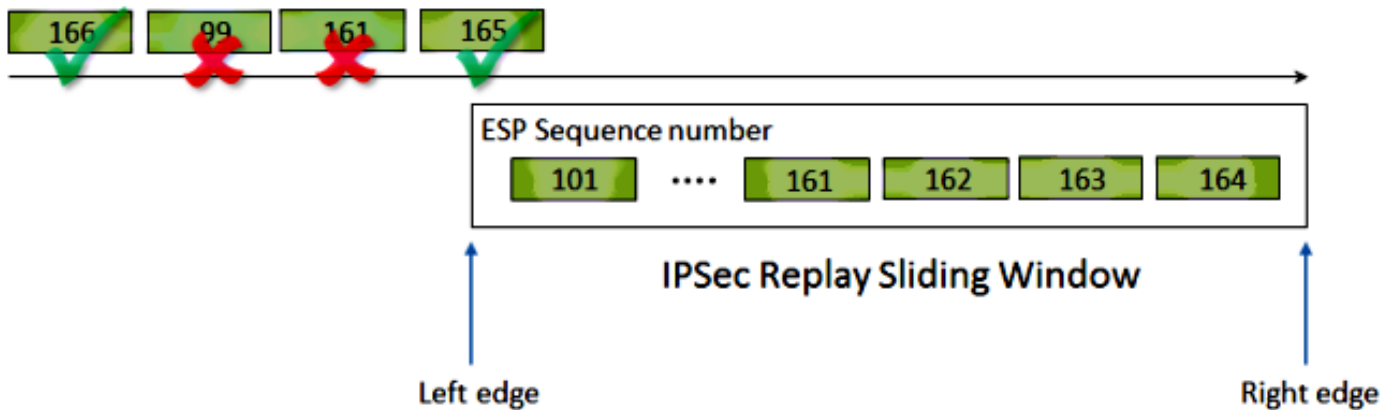 166 99 161 165
ESP Sequence number
101 .... 161 162 163 164
IPSec Replay Sliding Window
Left edge Right edge